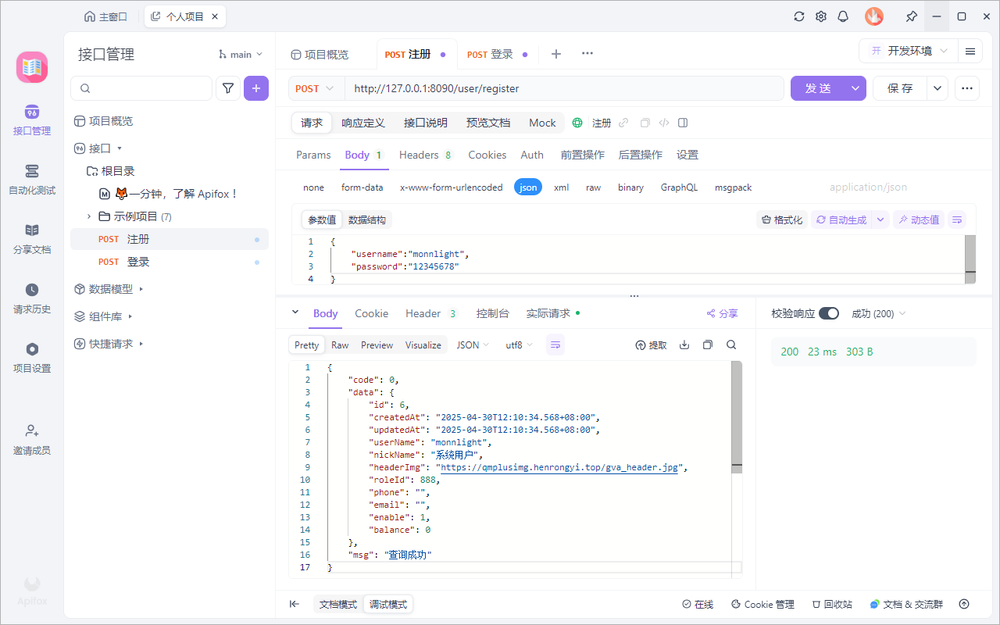 主窗口
个人项目
接口管理
自动化测试
分享文档
请求历史
项目设置
邀请成员
Apifox
接口管理
main
项目概览
接口
根目录
一分钟，了解 Apifox！
示例项目 (7)
POST 注册
POST 登录
数据模型
组件库
快捷请求
项目概览
POST 注册
POST 登录
开 开发环境
POST http://127.0.0.1:8090/user/register
发 送
保 存
请求 响应定义 接口说明 预览文档 Mock 注册
Params Body 1 Headers 8 Cookies Auth 前置操作 后置操作 设置
none form-data x-www-form-urlencoded json xml raw binary GraphQL msgpack application/json
参数值 数据结构 格式化 自动生成 动态值
1 {
2 "username":"monnlight",
3 "password":"12345678"
4 }
Body Cookie Header 3 控制台 实际请求 分享
Pretty Raw Preview Visualize JSON utf8 提取
1 {
2 "code": 0,
3 "data": {
4 "id": 6,
5 "createdAt": "2025-04-30T12:10:34.568+08:00",
6 "updatedAt": "2025-04-30T12:10:34.568+08:00",
7 "userName": "monnlight",
8 "nickName": "系统用户",
9 "headerImg": "https://qmplusimg.henrongyi.top/gva_header.jpg",
10 "roleId": 888,
11 "phone": "",
12 "email": "",
13 "enable": 1,
14 "balance": 0
15 },
16 "msg": "查询成功"
17 }
校验响应 成功 (200)
200 23 ms 303 B
文档模式 调试模式
在线 Cookie 管理 回收站 文档 & 交流群